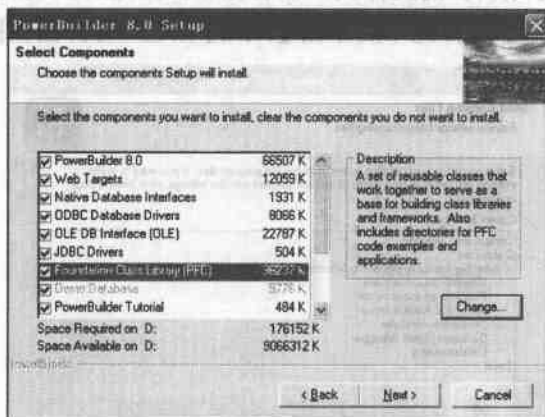 PowerBuilder 8.0 Setup
Select Components
Choose the components Setup will install.
Select the components you want to install, clear the components you do not want to install.
PowerBuilder 8.0 66507 K
Web Targets 12059 K
Native Database Interfaces 1931 K
ODBC Database Drivers 8066 K
OLE DB Interface (OLE) 22787 K
JDBC Drivers 504 K
Foundation Class Library (PFC) 36237 K
Demo Database 5776 K
PowerBuilder Tutorial 484 K
Description
A set of reusable classes that
work together to serve as a
base for building class libraries
and frameworks. Also
includes directories for PFC
code examples and
applications.
Change...
Space Required on D: 176152 K
Space Available on D: 9066312 K
InstallShield
< Back
Next >
Cancel